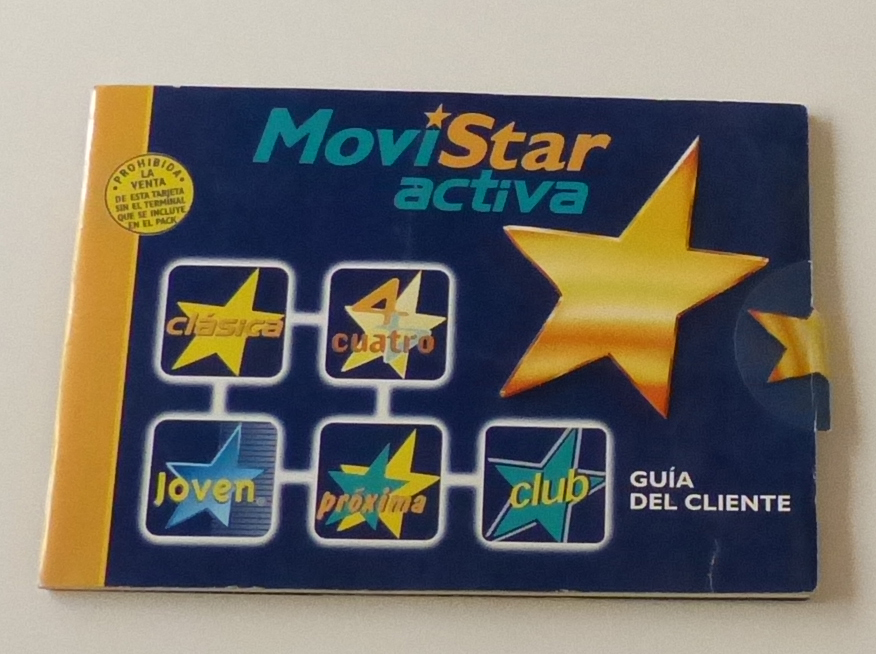 MoviStar
activa
• PROHIBIDA •
LA
VENTA
DE ESTA TARJETA
SIN EL TERMINAL
QUE SE INCLUYE
EN EL PACK
clásica
4
cuatro
joven
próxima
club
GUÍA
DEL CLIENTE